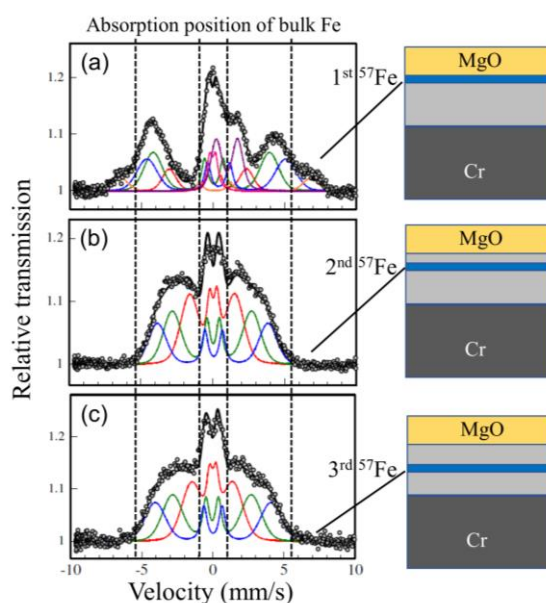 Absorption position of bulk Fe
(a)
1.2
1.1
1
1st 57Fe
MgO
Cr
(b)
1.2
1.1
1
2nd 57Fe
MgO
Cr
(c)
1.2
1.1
1
3rd 57Fe
MgO
Cr
Relative transmission
-10 -5 0 5 10
Velocity (mm/s)